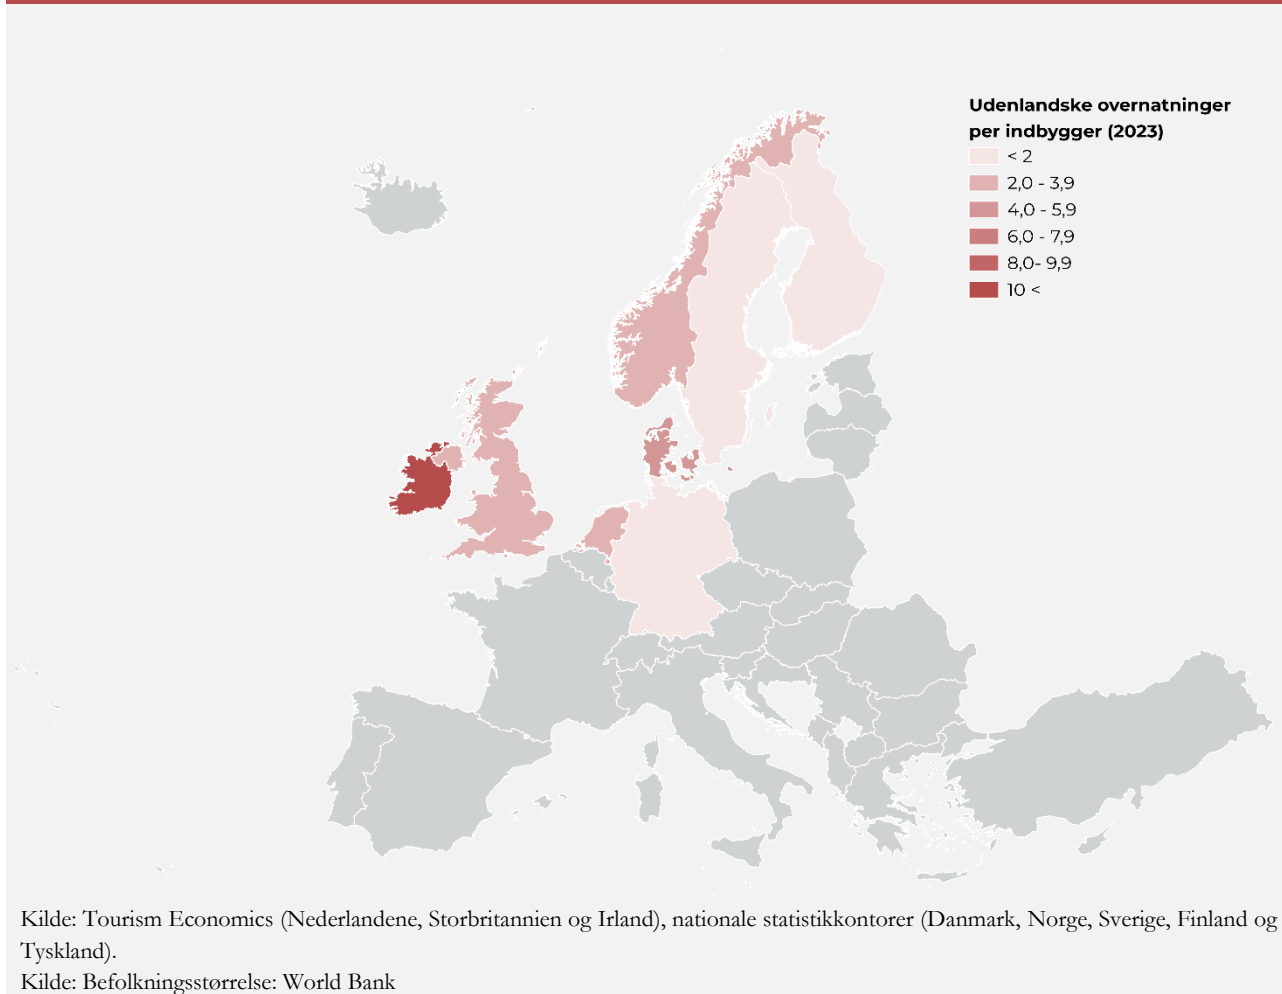 Udenlandske overnatninger
per indbygger (2023)
< 2
2,0 - 3,9
4,0 - 5,9
6,0 - 7,9
8,0- 9,9
10 <
Kilde: Tourism Economics (Nederlandene, Storbritannien og Irland), nationale statistikkontorer (Danmark, Norge, Sverige, Finland og
Tyskland).
Kilde: Befolkningsstørrelse: World Bank